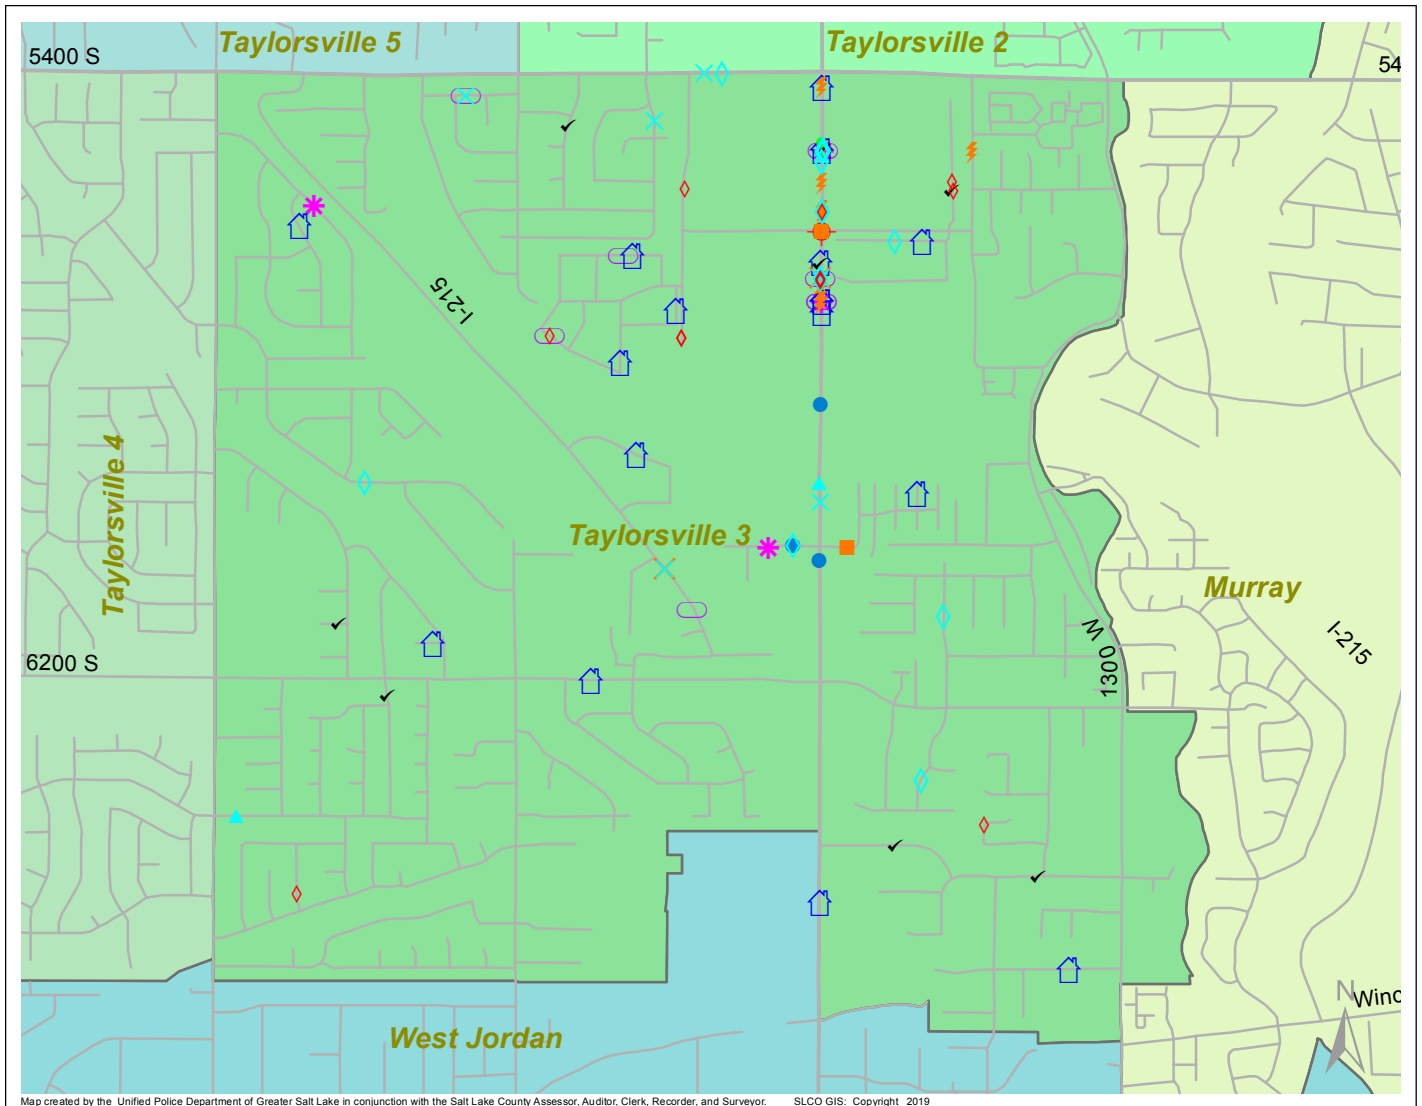 Taylorsville 5
Taylorsville 2
5400 S
54
I-215
Taylorsville 4
Taylorsville 3
Murray
I-215
1300 W
6200 S
N
Winc
West Jordan
Map created by the Unified Police Department of Greater Salt Lake in conjunction with the Salt Lake County Assessor, Auditor, Clerk, Recorder, and Surveyor. SLCO GIS: Copyright 2019